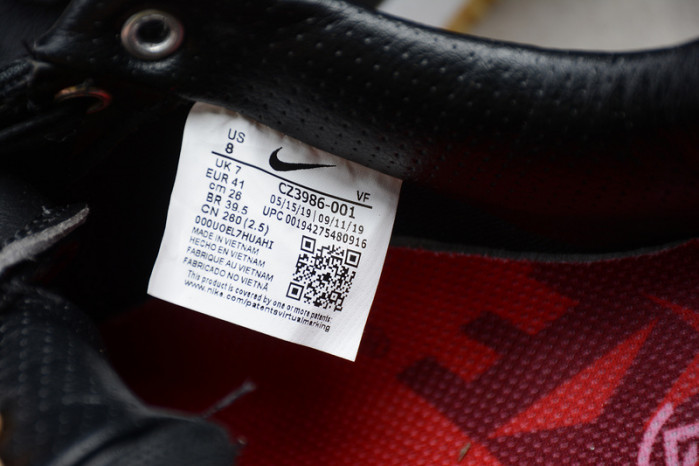 US
8
UK 7
EUR 41
cm 26
BR 39.5
CN 260 (2.5)
000UOEL7HUAHI
VF
CZ3986-001
05/15/19 | 09/11/19
UPC 00194275480916
MADE IN VIETNAM
HECHO EN VIETNAM
FABRIQUE AU VIETNAM
FABRICADO NO VIETNÃ
This product is covered by one or more patents:
www.nike.com/patentsvirtualmarking